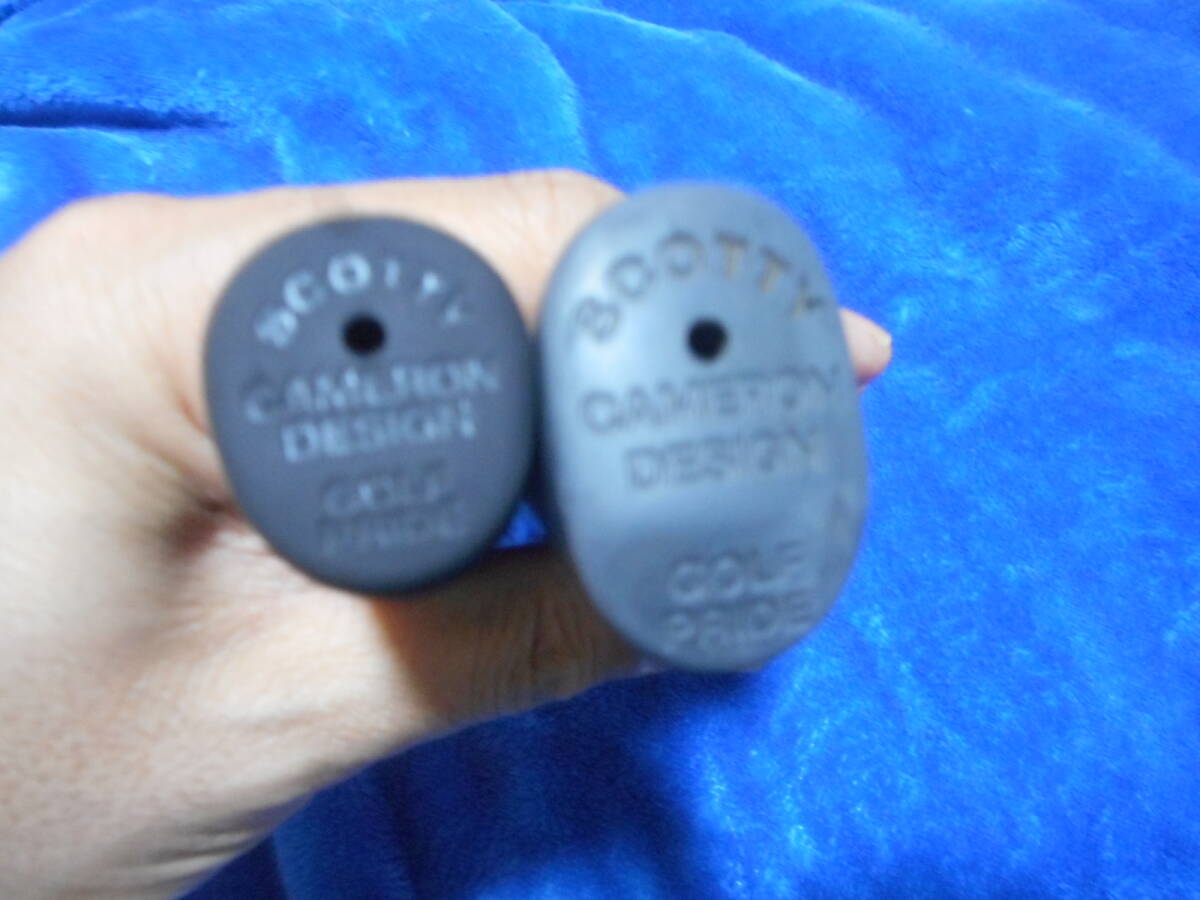 SCOTTY
CAMERON
DESIGN
GOLF
PRIDE
SCOTTY
CAMERON
DESIGN
GOLF
PRIDE